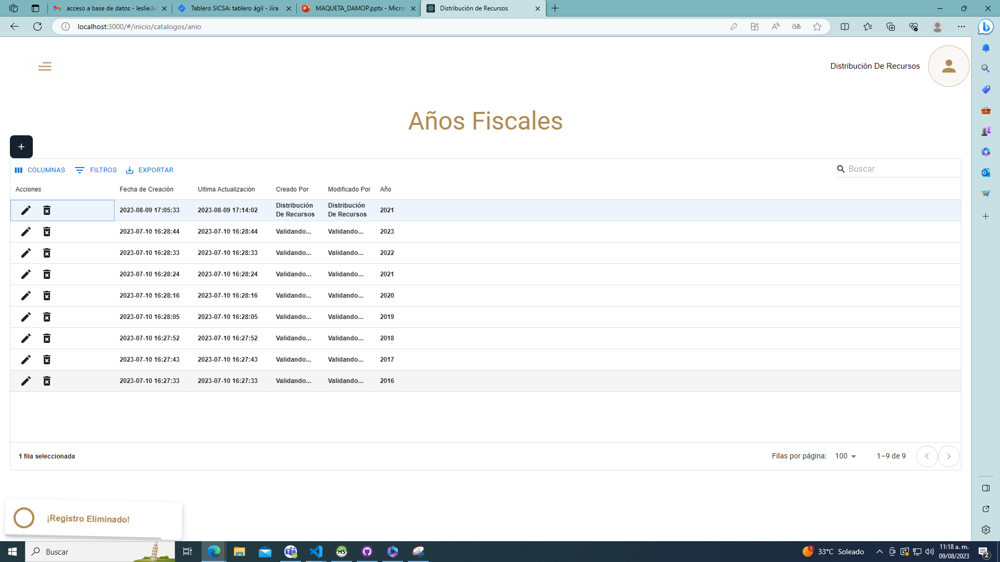 acceso a base de datos - leslie.lu
Tablero SICSA: tablero ágil - Jira
MAQUETA_DAMOP.pptx - Micros
Distribución de Recursos
localhost:3000/#/inicio/catalogos/anio
Distribución De Recursos
Años Fiscales
COLUMNAS FILTROS EXPORTAR
Buscar
Acciones Fecha de Creación Ultima Actualización Creado Por Modificado Por Año
2023-08-09 17:05:33 2023-08-09 17:14:02 Distribución De Recursos Distribución De Recursos 2021
2023-07-10 16:28:44 2023-07-10 16:28:44 Validando... Validando... 2023
2023-07-10 16:28:33 2023-07-10 16:28:33 Validando... Validando... 2022
2023-07-10 16:28:24 2023-07-10 16:28:24 Validando... Validando... 2021
2023-07-10 16:28:16 2023-07-10 16:28:16 Validando... Validando... 2020
2023-07-10 16:28:05 2023-07-10 16:28:05 Validando... Validando... 2019
2023-07-10 16:27:52 2023-07-10 16:27:52 Validando... Validando... 2018
2023-07-10 16:27:43 2023-07-10 16:27:43 Validando... Validando... 2017
2023-07-10 16:27:33 2023-07-10 16:27:33 Validando... Validando... 2016
1 fila seleccionada
Filas por página: 100 1–9 de 9
¡Registro Eliminado!
Buscar
HS
1
33°C Soleado
11:18 a. m.
09/08/2023
2